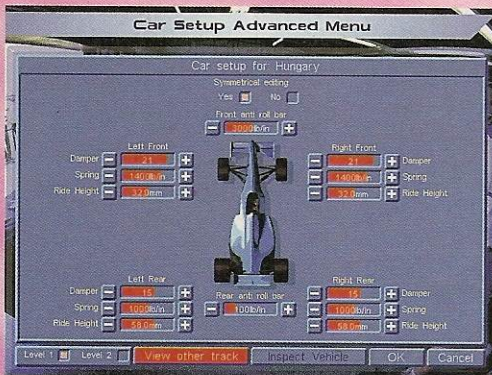 Car Setup Advanced Menu
Car setup for Hungary
Symmetrical editing
Yes No
Front anti roll bar
3000lb/in
Left Front
Damper 21
Spring 1400lb/in
Ride Height 32.0mm
Right Front
21 Damper
1400lb/in Spring
32.0mm Ride Height
Left Rear
Damper 15
Spring 1000lb/in
Ride Height 58.0mm
Rear anti roll bar
100lb/in
Right Rear
15 Damper
1000lb/in Spring
58.0mm Ride Height
Level 1 Level 2 View other track Inspect Vehicle OK Cancel